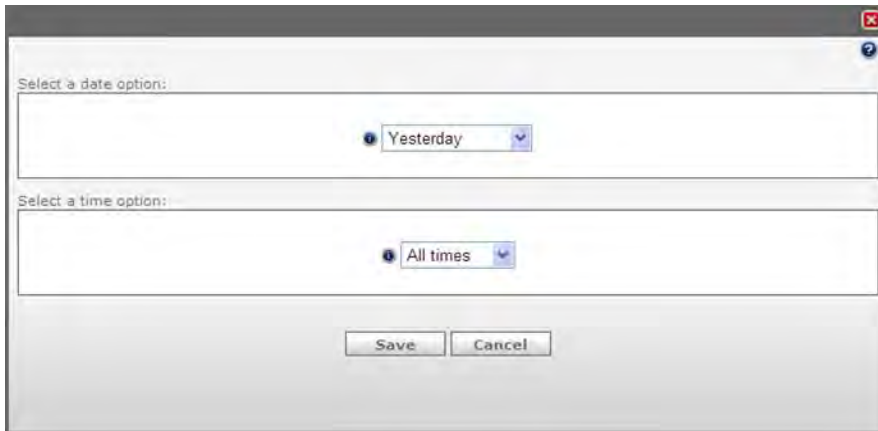 Select a date option:
Yesterday
Select a time option:
All times
Save Cancel